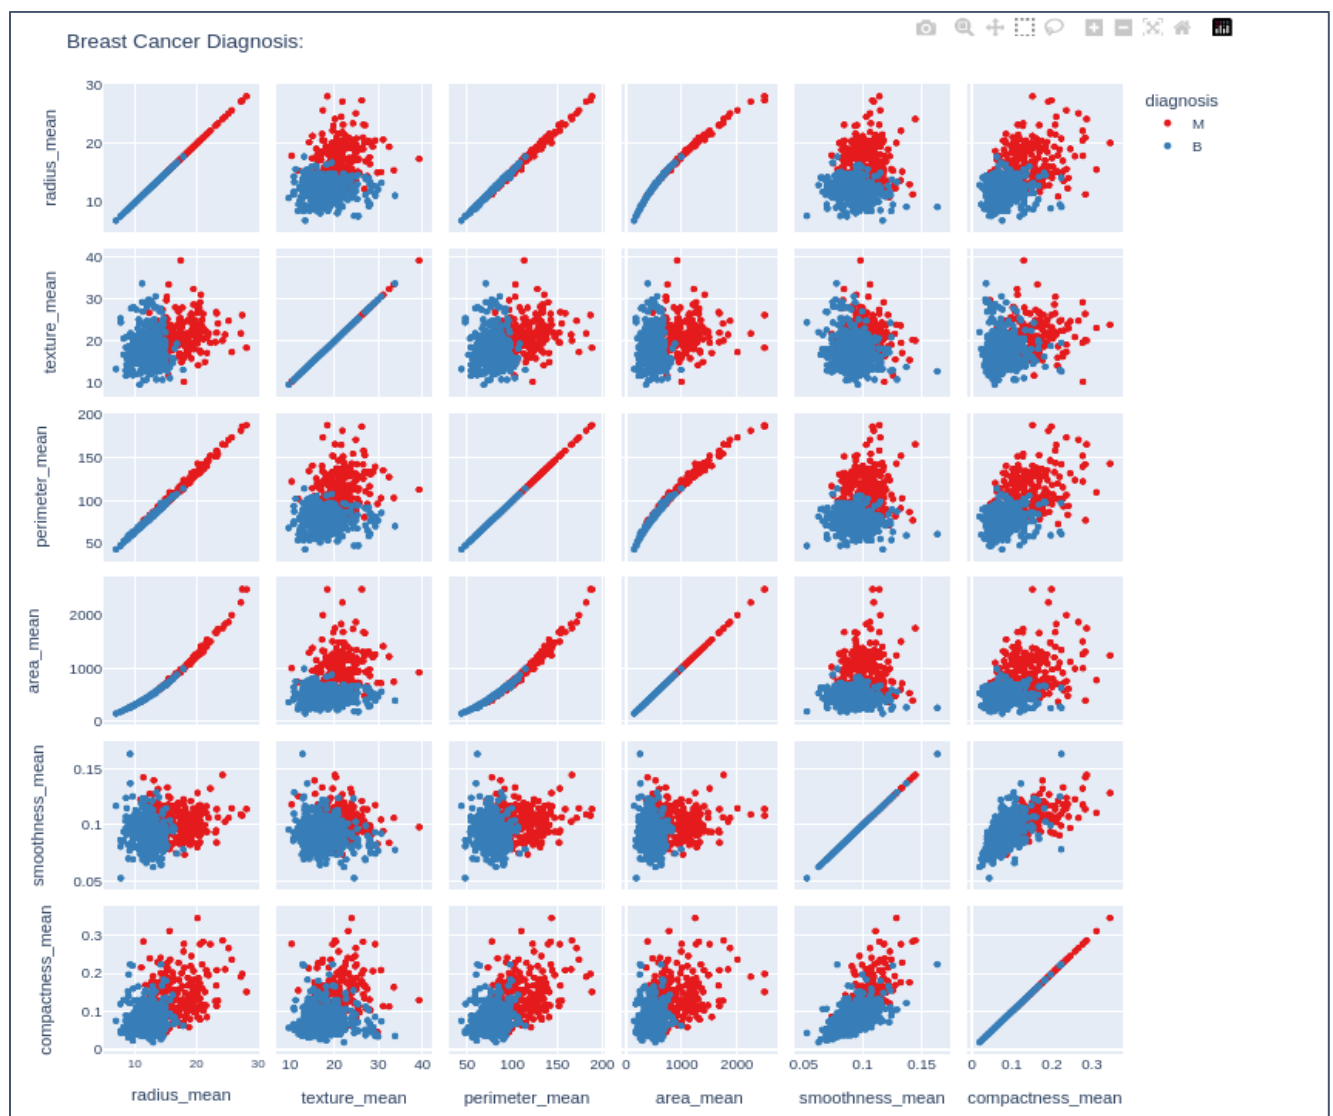 Breast Cancer Diagnosis:
diagnosis
M
B
radius_mean
30
20
10
texture_mean
40
30
20
10
perimeter_mean
200
150
100
50
area_mean
2000
1000
0
smoothness_mean
0.15
0.1
0.05
compactness_mean
0.3
0.2
0.1
0
10 20 30 10 20 30 40 50 100 150 200 0 1000 2000 0.05 0.1 0.15 0 0.1 0.2 0.3
radius_mean texture_mean perimeter_mean area_mean smoothness_mean compactness_mean